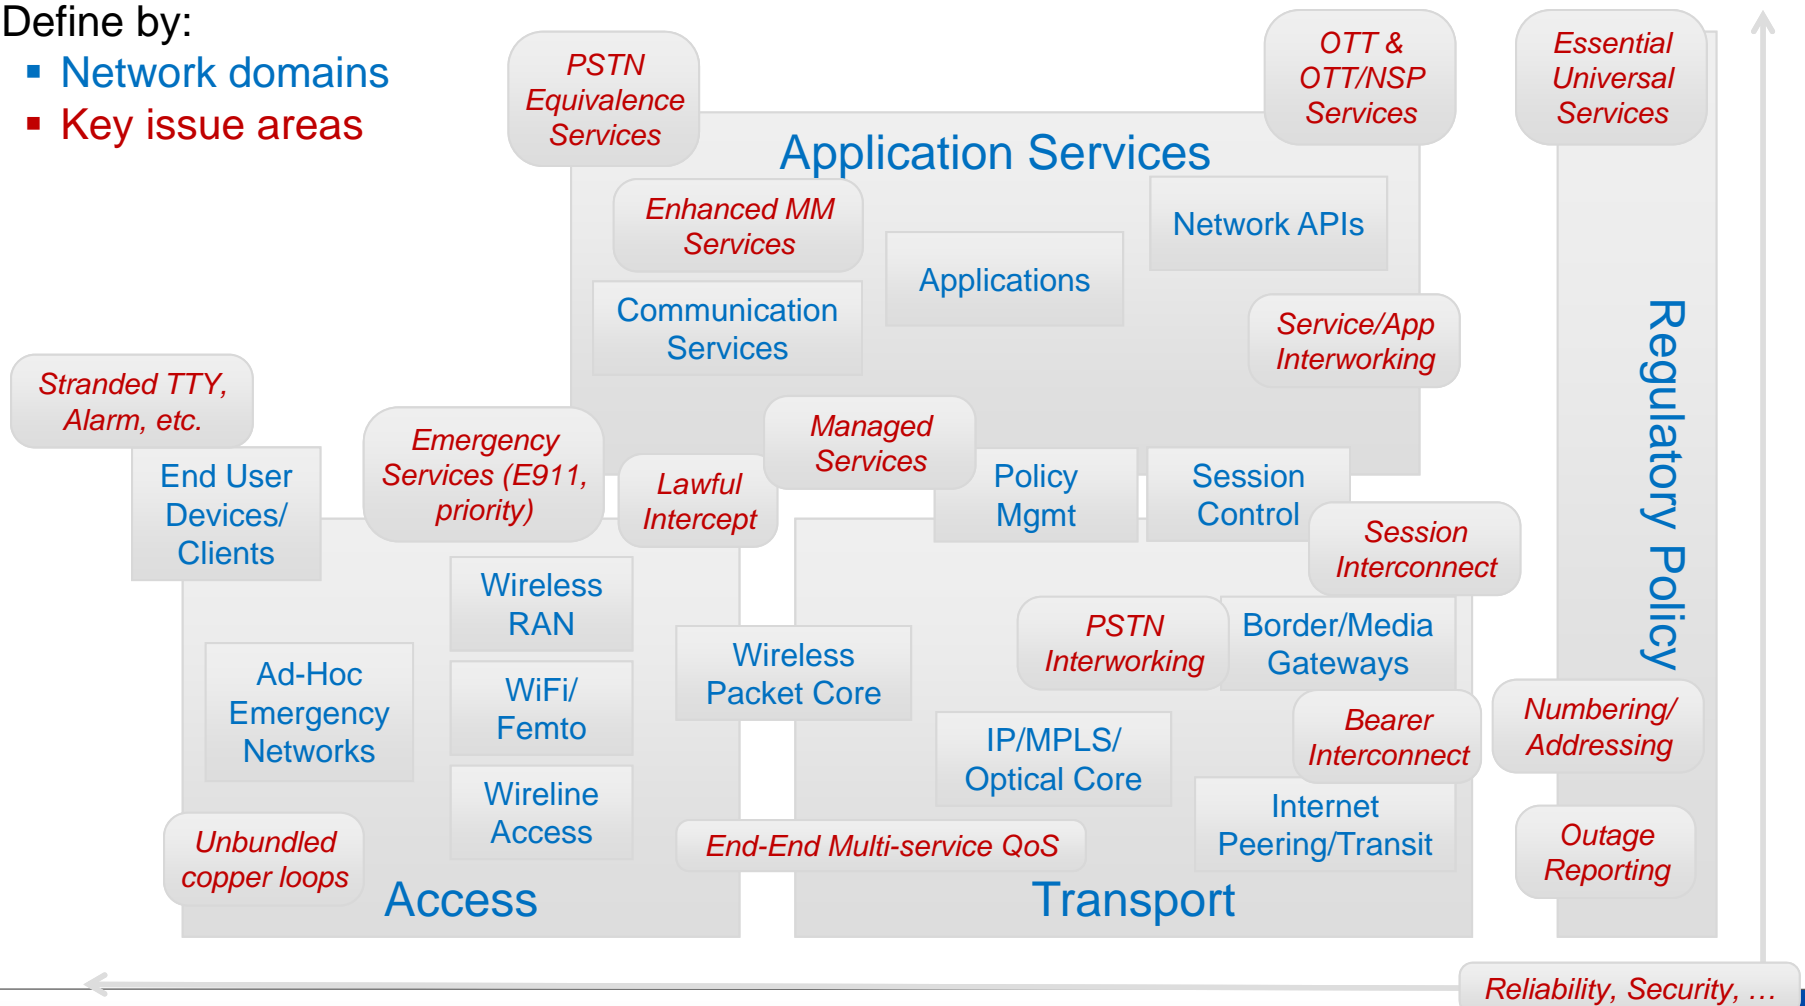 Define by:
▪ Network domains
▪ Key issue areas
PSTN
Equivalence
Services
OTT &
OTT/NSP
Services
Essential
Universal
Services
Application Services
Enhanced MM
Services
Network APIs
Applications
Communication
Services
Service/App
Interworking
Regulatory Policy
Stranded TTY,
Alarm, etc.
End User
Devices/
Clients
Emergency
Services (E911,
priority)
Lawful
Intercept
Managed
Services
Policy
Mgmt
Session
Control
Session
Interconnect
Wireless
RAN
Ad-Hoc
Emergency
Networks
WiFi/
Femto
Wireless
Packet Core
PSTN
Interworking
Border/Media
Gateways
IP/MPLS/
Optical Core
Bearer
Interconnect
Numbering/
Addressing
Wireline
Access
Internet
Peering/Transit
Unbundled
copper loops
End-End Multi-service QoS
Outage
Reporting
Access
Transport
Reliability, Security, …